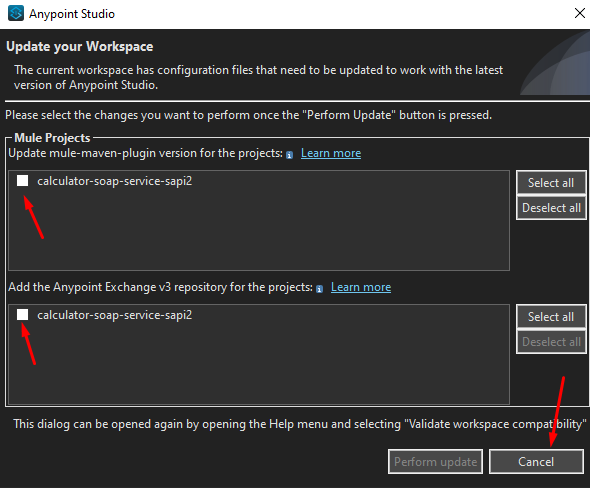 Anypoint Studio
Update your Workspace
The current workspace has configuration files that need to be updated to work with the latest
version of Anypoint Studio.
Please select the changes you want to perform once the "Perform Update" button is pressed.
Mule Projects
Update mule-maven-plugin version for the projects: Learn more
calculator-soap-service-sapi2
Select all
Deselect all
Add the Anypoint Exchange v3 repository for the projects: Learn more
calculator-soap-service-sapi2
Select all
Deselect all
This dialog can be opened again by opening the Help menu and selecting "Validate workspace compatibility"
Perform update
Cancel